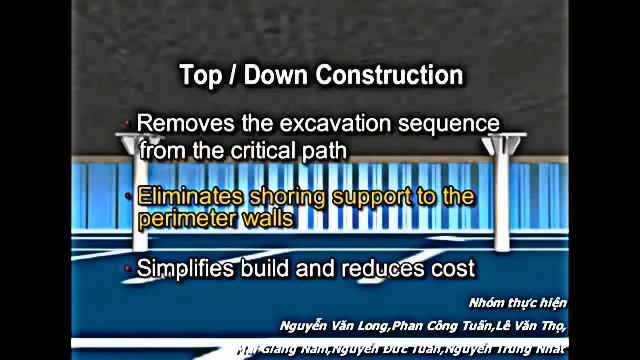 Top / Down Construction
• Removes the excavation sequence
from the critical path
• Eliminates shoring support to the
perimeter walls
• Simplifies build and reduces cost
Nhóm thực hiện
Nguyễn Văn Long,Phan Công Tuấn,Lê Văn Thọ,
Mai Giang Nam,Nguyễn Đức Tuấn,Nguyễn Trung Nhất